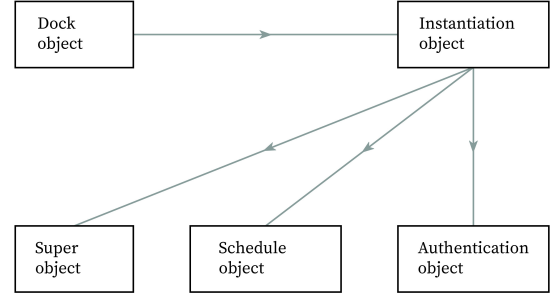 Dock
object
Instantiation
object
Super
object
Schedule
object
Authentication
object